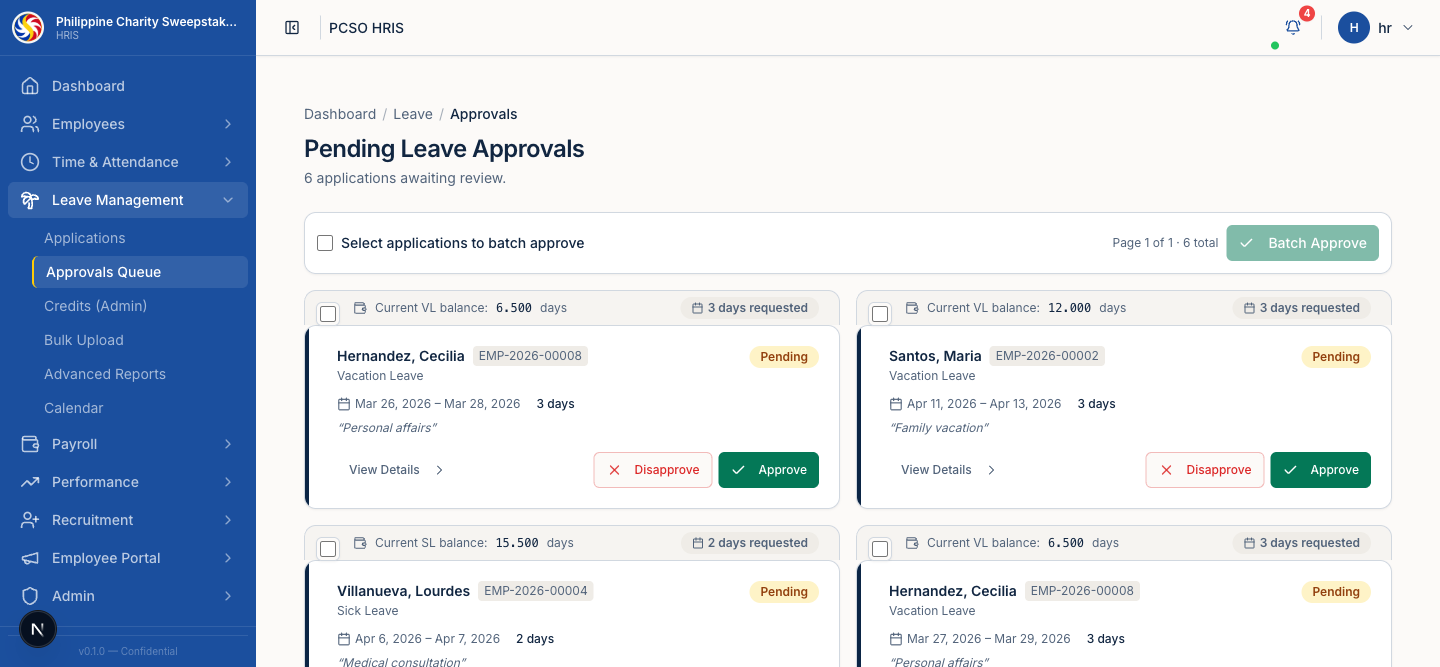 Philippine Charity Sweepstak...
HRIS
PCSO HRIS
4
H
hr
Dashboard
Employees
Time & Attendance
Leave Management
Applications
Approvals Queue
Credits (Admin)
Bulk Upload
Advanced Reports
Calendar
Payroll
Performance
Recruitment
Employee Portal
Admin
N
v0.1.0 — Confidential
Dashboard / Leave / Approvals
Pending Leave Approvals
6 applications awaiting review.
Select applications to batch approve
Page 1 of 1 · 6 total
Batch Approve
Current VL balance: 6.500 days
3 days requested
Hernandez, Cecilia EMP-2026-00008
Pending
Vacation Leave
Mar 26, 2026 – Mar 28, 2026 3 days
“Personal affairs”
View Details
Disapprove
Approve
Current VL balance: 12.000 days
3 days requested
Santos, Maria EMP-2026-00002
Pending
Vacation Leave
Apr 11, 2026 – Apr 13, 2026 3 days
“Family vacation”
View Details
Disapprove
Approve
Current SL balance: 15.500 days
2 days requested
Villanueva, Lourdes EMP-2026-00004
Pending
Sick Leave
Apr 6, 2026 – Apr 7, 2026 2 days
“Medical consultation”
Current VL balance: 6.500 days
3 days requested
Hernandez, Cecilia EMP-2026-00008
Pending
Vacation Leave
Mar 27, 2026 – Mar 29, 2026 3 days
“Personal affairs”